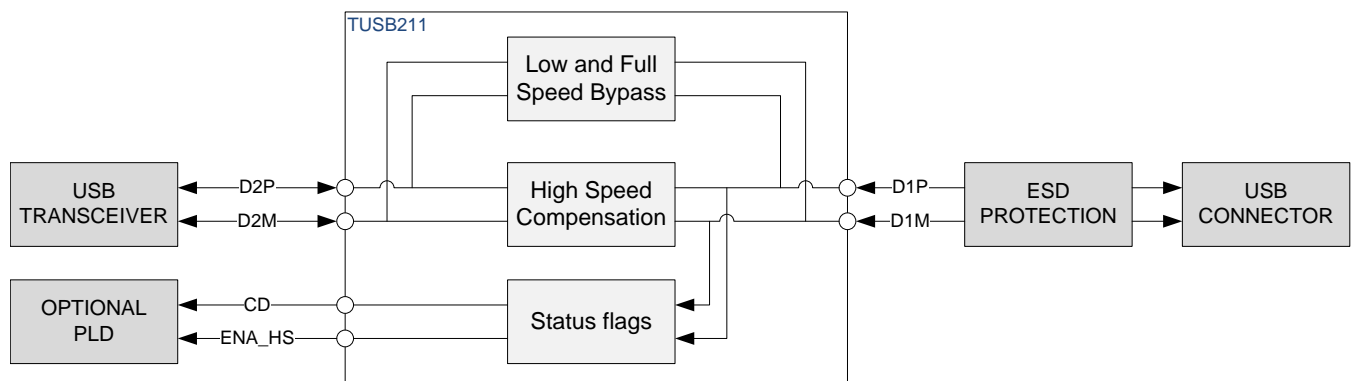 TUSB211
Low and Full
Speed Bypass
USB
TRANSCEIVER
D2P
D2M
High Speed
Compensation
D1P
D1M
ESD
PROTECTION
USB
CONNECTOR
OPTIONAL
PLD
CD
ENA_HS
Status flags